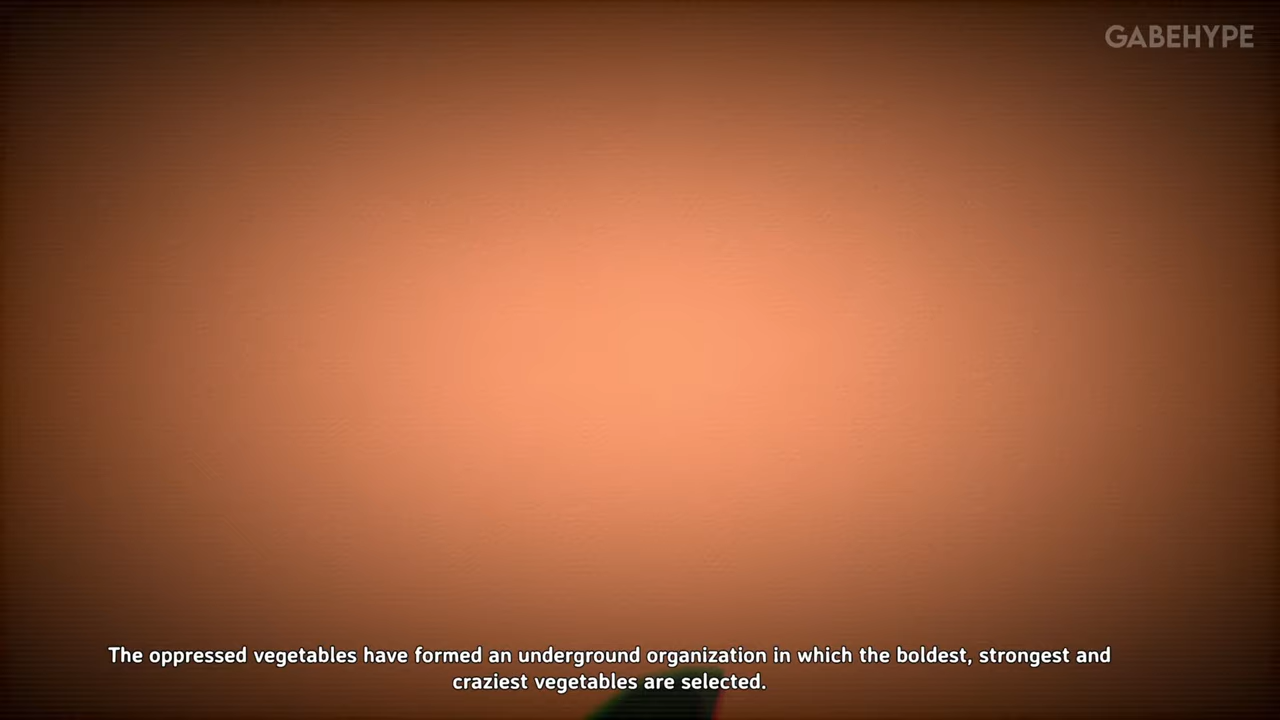 GABEHYPE
The oppressed vegetables have formed an underground organization in which the boldest, strongest and
craziest vegetables are selected.